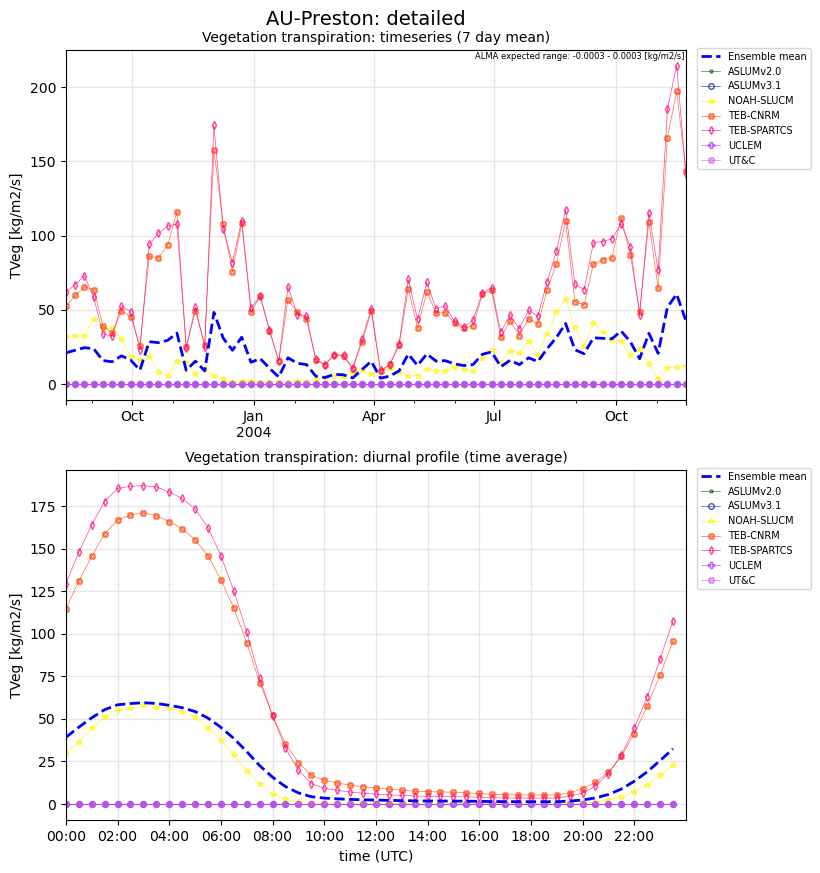 AU-Preston: detailed
Vegetation transpiration: timeseries (7 day mean)
ALMA expected range: -0.0003 - 0.0003 [kg/m2/s]
TVeg [kg/m2/s]
200
150
100
50
0
Oct
Jan
2004
Apr
Jul
Oct
Ensemble mean
ASLUMv2.0
ASLUMv3.1
NOAH-SLUCM
TEB-CNRM
TEB-SPARTCS
UCLEM
UT&C
Vegetation transpiration: diurnal profile (time average)
TVeg [kg/m2/s]
175
150
125
100
75
50
25
0
00:00 02:00 04:00 06:00 08:00 10:00 12:00 14:00 16:00 18:00 20:00 22:00
time (UTC)
Ensemble mean
ASLUMv2.0
ASLUMv3.1
NOAH-SLUCM
TEB-CNRM
TEB-SPARTCS
UCLEM
UT&C